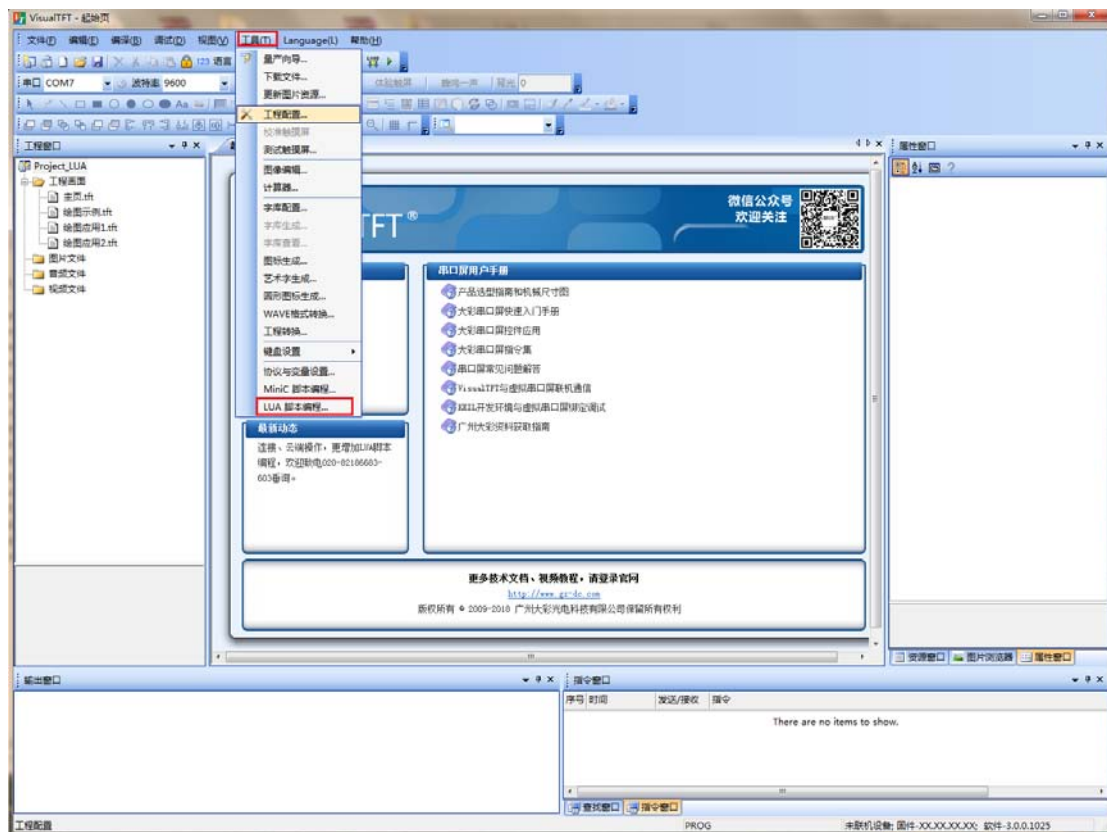 VisualTFT - 起始页
文件(F) 编辑(E) 编译(B) 调试(D) 视图(V) 工具(T) Language(L) 帮助(H)
123 语言
串口 COM7 波特率 9600 体验触屏 蜂鸣一声 背光 0
量产向导...
下载文件...
更新图片资源...
工程配置...
校准触摸屏
测试触摸屏...
图像编辑...
计算器...
字库配置...
字库生成...
字库查看...
图标生成...
艺术字生成...
圆形图标生成...
WAVE格式转换...
工程转换...
键盘设置
协议与变量设置...
MiniC 脚本编程...
LUA 脚本编程...
工程窗口
Project_LUA
工程画面
主页.tft
绘图示例.tft
绘图应用1.tft
绘图应用2.tft
图片文件
音频文件
视频文件
TFT ®
微信公众号
欢迎关注
串口屏用户手册
产品选型指南和机械尺寸图
大彩串口屏快速入门手册
大彩串口屏控件应用
大彩串口屏指令集
串口屏常见问题解答
VisualTFT与虚拟串口屏联机通信
KEIL开发环境与虚拟串口屏绑定调试
广州大彩资料获取指南
最新动态
连接、云端操作,更增加LUA脚本
编程,欢迎致电020-82186683-
603垂询。
更多技术文档、视频教程,请登录官网
http://www.gz-dc.com
版权所有 © 2009-2018 广州大彩光电科技有限公司保留所有权利
属性窗口
资源窗口 图片浏览器 属性窗口
输出窗口
指令窗口
序号 时间 发送/接收 指令
There are no items to show.
查找窗口 指令窗口
工程配置 PROG 未联机设备; 固件-XX.XX.XX.XX; 软件-3.0.0.1025